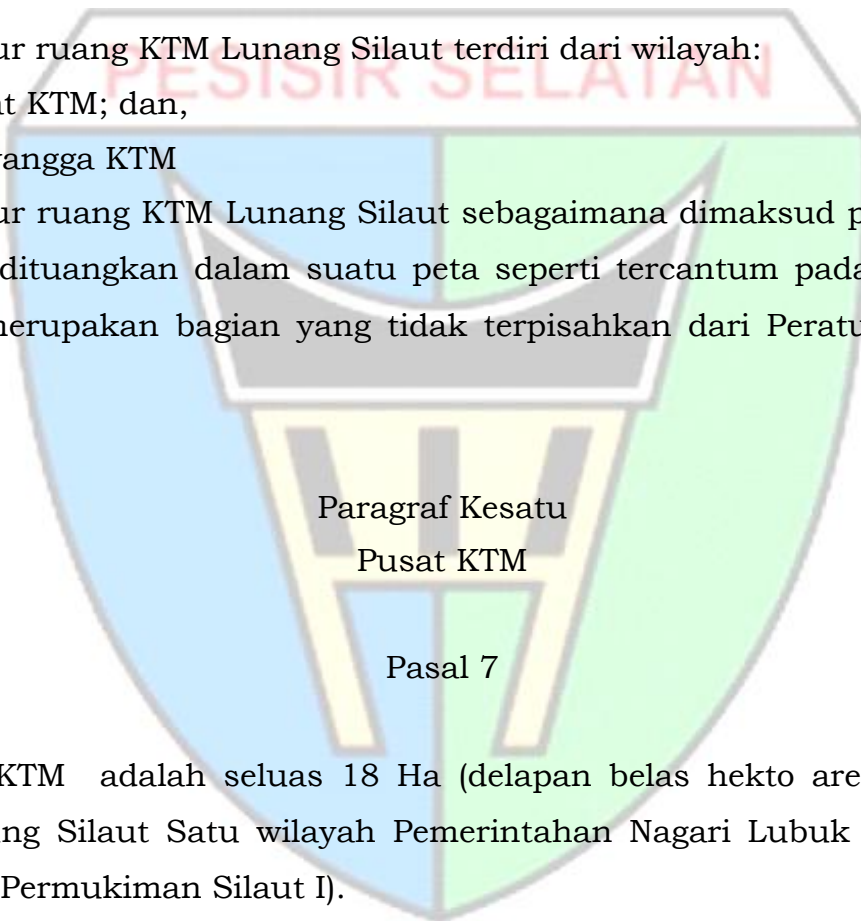 PESISIR SELATAN
ur ruang KTM Lunang Silaut terdiri dari wilayah:
at KTM; dan,
yangga KTM
ur ruang KTM Lunang Silaut sebagaimana dimaksud p
dituangkan dalam suatu peta seperti tercantum pada
merupakan bagian yang tidak terpisahkan dari Peratu
Paragraf Kesatu
Pusat KTM
Pasal 7
KTM adalah seluas 18 Ha (delapan belas hekto are
ng Silaut Satu wilayah Pemerintahan Nagari Lubuk
Permukiman Silaut I).